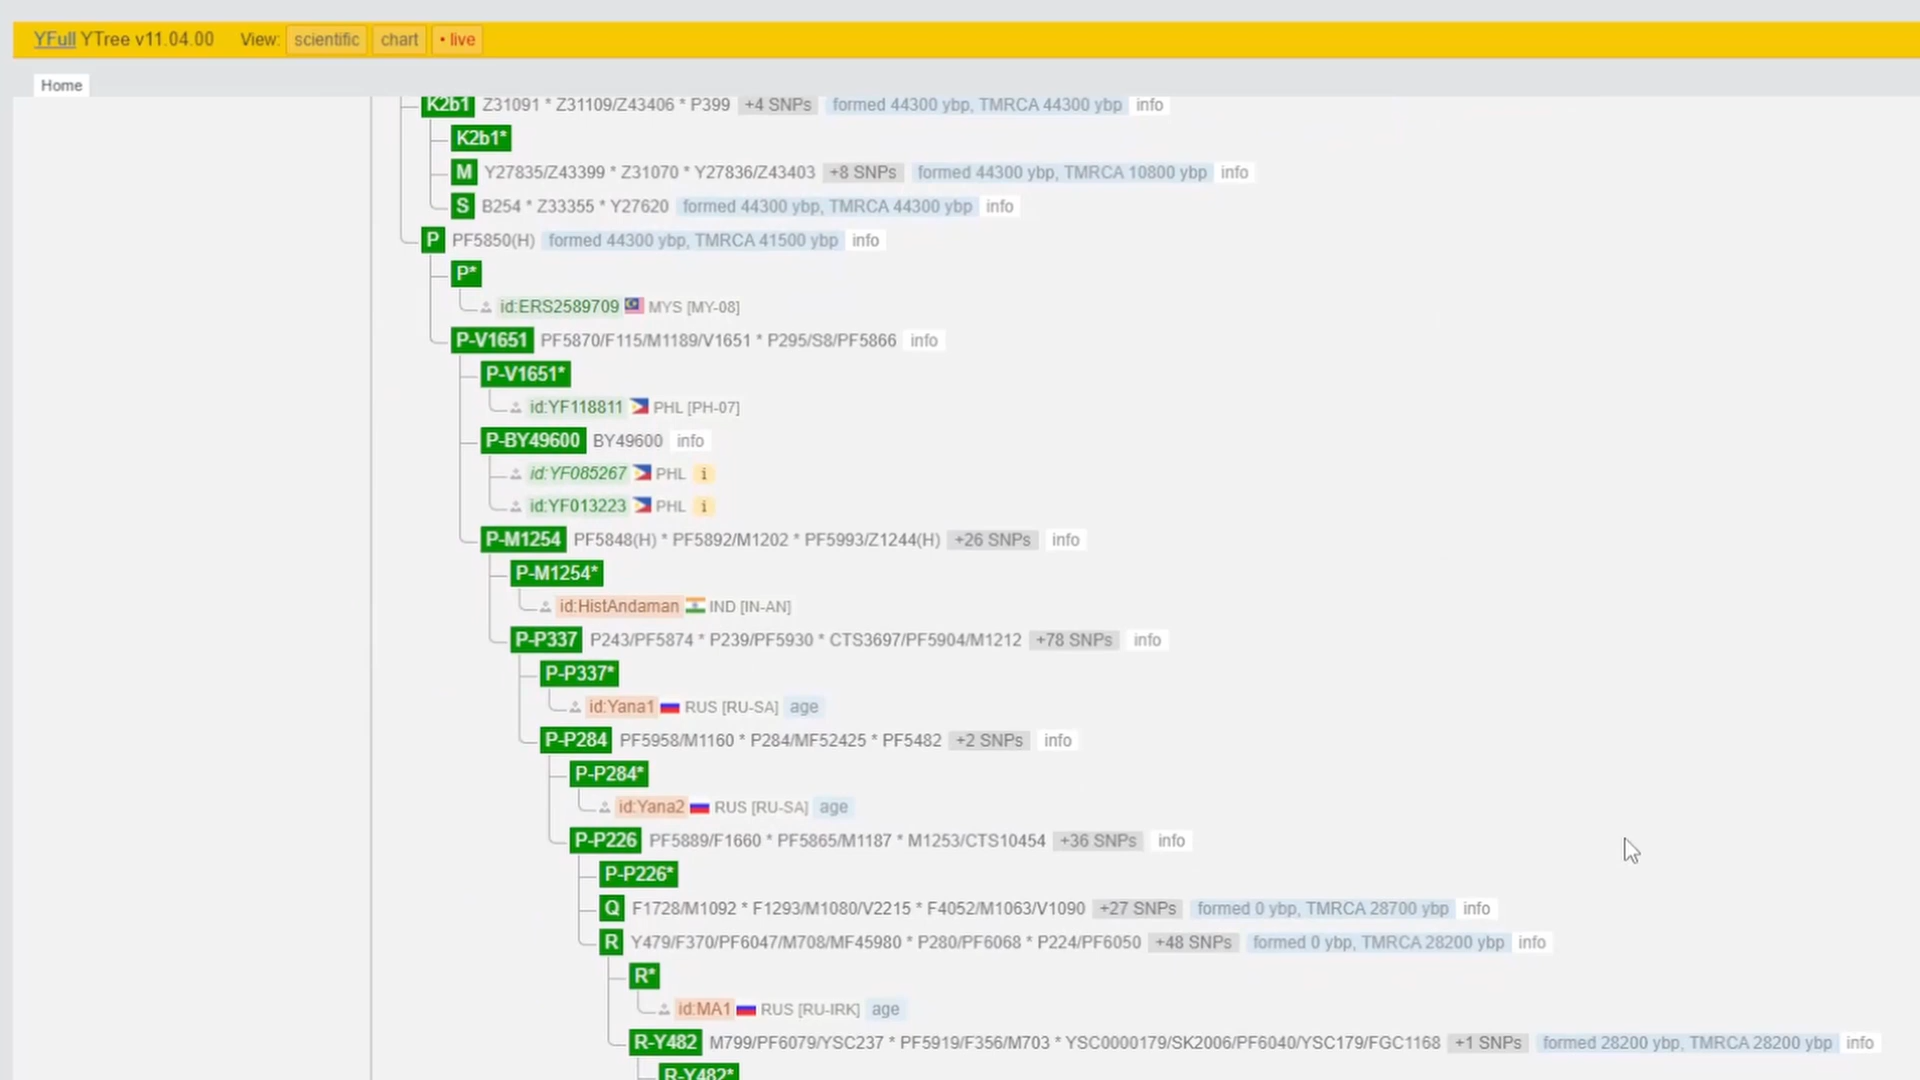 YFull YTree v11.04.00 View: scientific chart • live
Home
K2b1 Z31091 * Z31109/Z43406 * P399 +4 SNPs formed 44300 ybp, TMRCA 44300 ybp info
K2b1*
M Y27835/Z43399 * Z31070 * Y27836/Z43403 +8 SNPs formed 44300 ybp, TMRCA 10800 ybp info
S B254 * Z33355 * Y27620 formed 44300 ybp, TMRCA 44300 ybp info
P PF5850(H) formed 44300 ybp, TMRCA 41500 ybp info
P*
id:ERS2589709 MYS [MY-08]
P-V1651 PF5870/F115/M1189/V1651 * P295/S8/PF5866 info
P-V1651*
id:YF118811 PHL [PH-07]
P-BY49600 BY49600 info
id:YF085267 PHL i
id:YF013223 PHL i
P-M1254 PF5848(H) * PF5892/M1202 * PF5993/Z1244(H) +26 SNPs info
P-M1254*
id:HistAndaman IND [IN-AN]
P-P337 P243/PF5874 * P239/PF5930 * CTS3697/PF5904/M1212 +78 SNPs info
P-P337*
id:Yana1 RUS [RU-SA] age
P-P284 PF5958/M1160 * P284/MF52425 * PF5482 +2 SNPs info
P-P284*
id:Yana2 RUS [RU-SA] age
P-P226 PF5889/F1660 * PF5865/M1187 * M1253/CTS10454 +36 SNPs info
P-P226*
Q F1728/M1092 * F1293/M1080/V2215 * F4052/M1063/V1090 +27 SNPs formed 0 ybp, TMRCA 28700 ybp info
R Y479/F370/PF6047/M708/MF45980 * P280/PF6068 * P224/PF6050 +48 SNPs formed 0 ybp, TMRCA 28200 ybp info
R*
id:MA1 RUS [RU-IRK] age
R-Y482 M799/PF6079/YSC237 * PF5919/F356/M703 * YSC0000179/SK2006/PF6040/YSC179/FGC1168 +1 SNPs formed 28200 ybp, TMRCA 28200 ybp info
R-Y482*